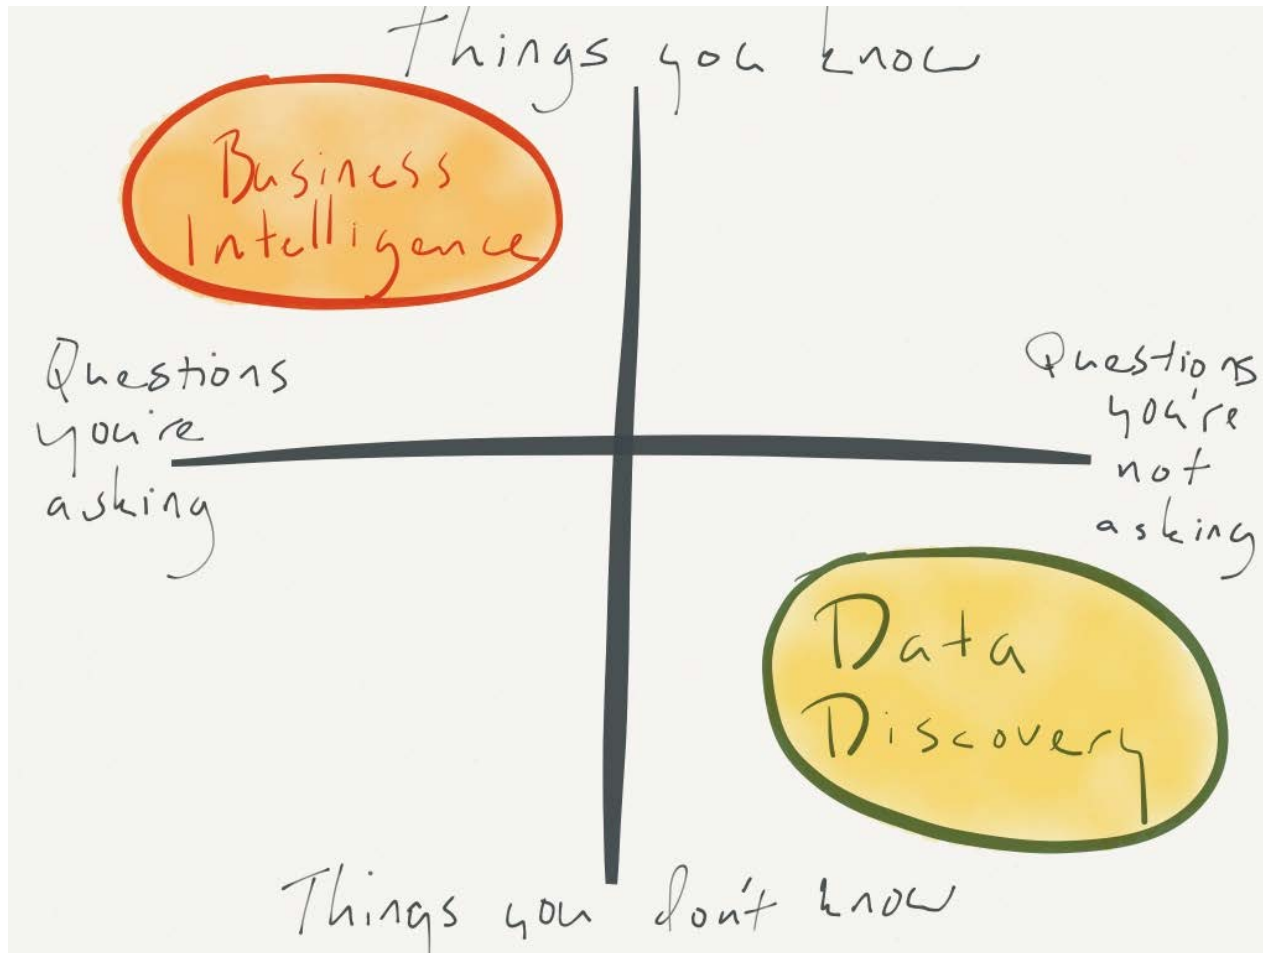 Things you know
Business
Intelligence
Questions
you're
asking
Questions
you're
not
asking
Data
Discovery
Things you don't know